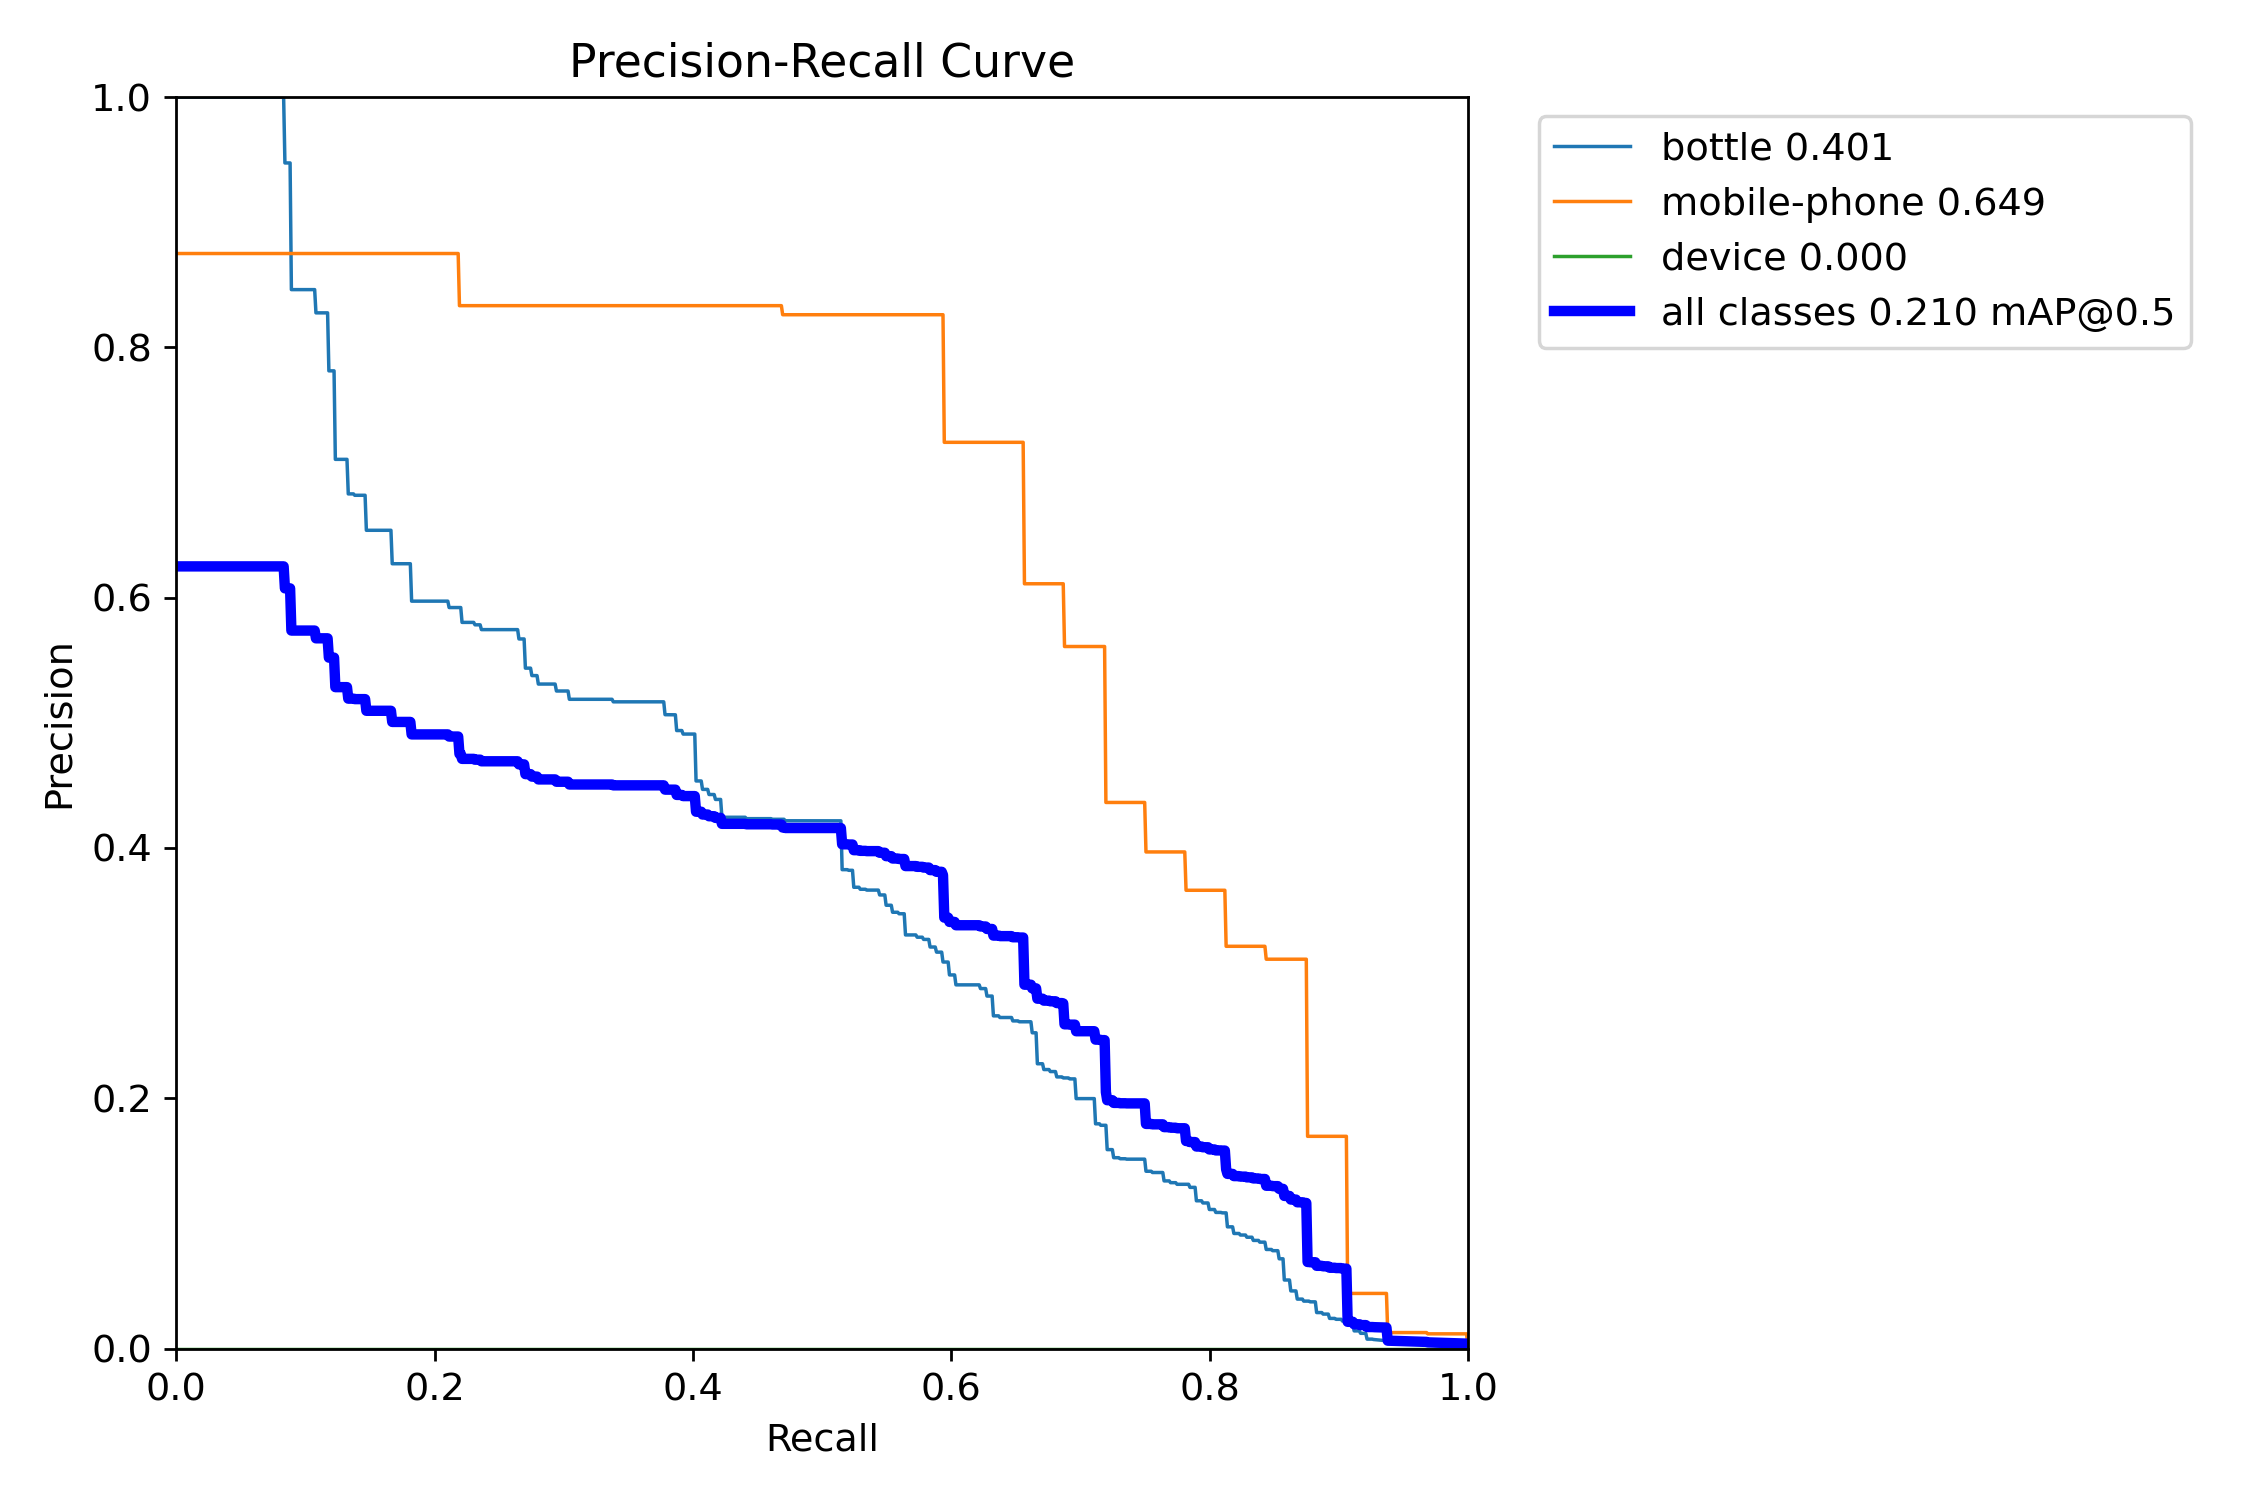 Precision-Recall Curve
1.0
0.8
0.6
0.4
0.2
0.0
Precision
0.0 0.2 0.4 0.6 0.8 1.0
Recall
bottle 0.401
mobile-phone 0.649
device 0.000
all classes 0.210 mAP@0.5